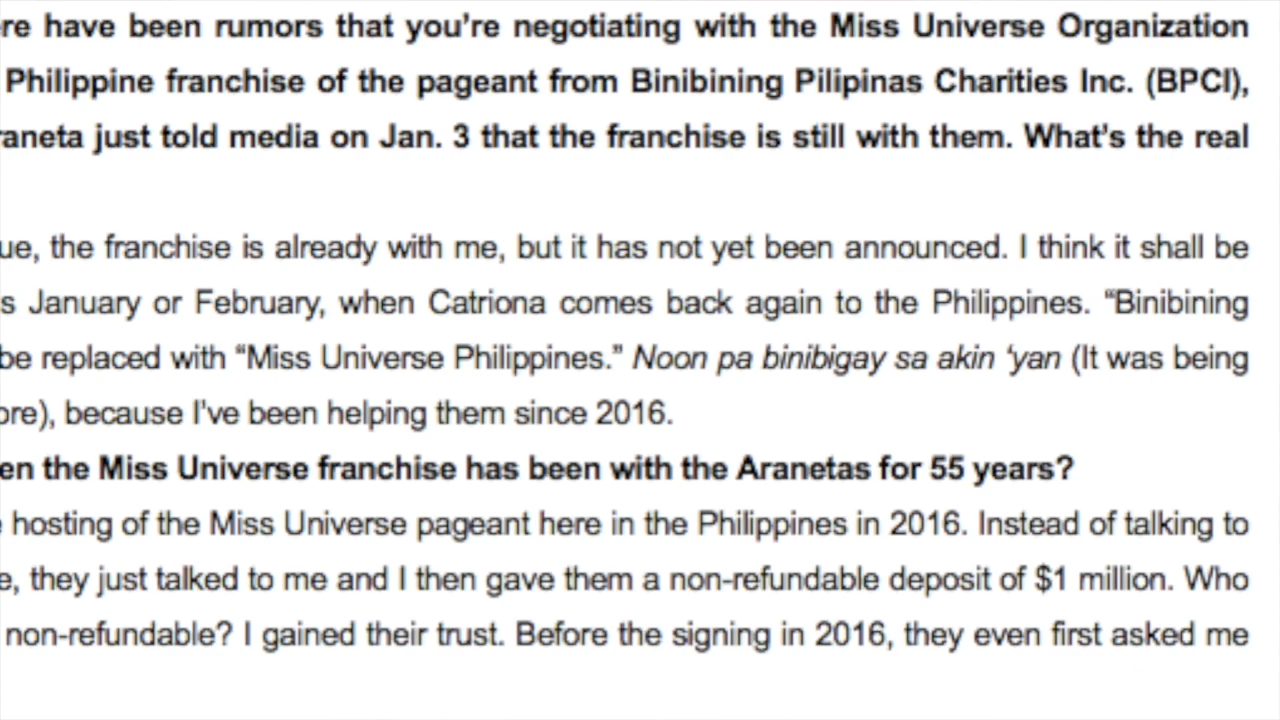 re have been rumors that you’re negotiating with the Miss Universe Organization
Philippine franchise of the pageant from Binibining Pilipinas Charities Inc. (BPCI),
raneta just told media on Jan. 3 that the franchise is still with them. What’s the real
ue, the franchise is already with me, but it has not yet been announced. I think it shall be
s January or February, when Catriona comes back again to the Philippines. “Binibining
be replaced with “Miss Universe Philippines.” Noon pa binibigay sa akin ‘yan (It was being
ore), because I’ve been helping them since 2016.
en the Miss Universe franchise has been with the Aranetas for 55 years?
hosting of the Miss Universe pageant here in the Philippines in 2016. Instead of talking to
e, they just talked to me and I then gave them a non-refundable deposit of $1 million. Who
non-refundable? I gained their trust. Before the signing in 2016, they even first asked me